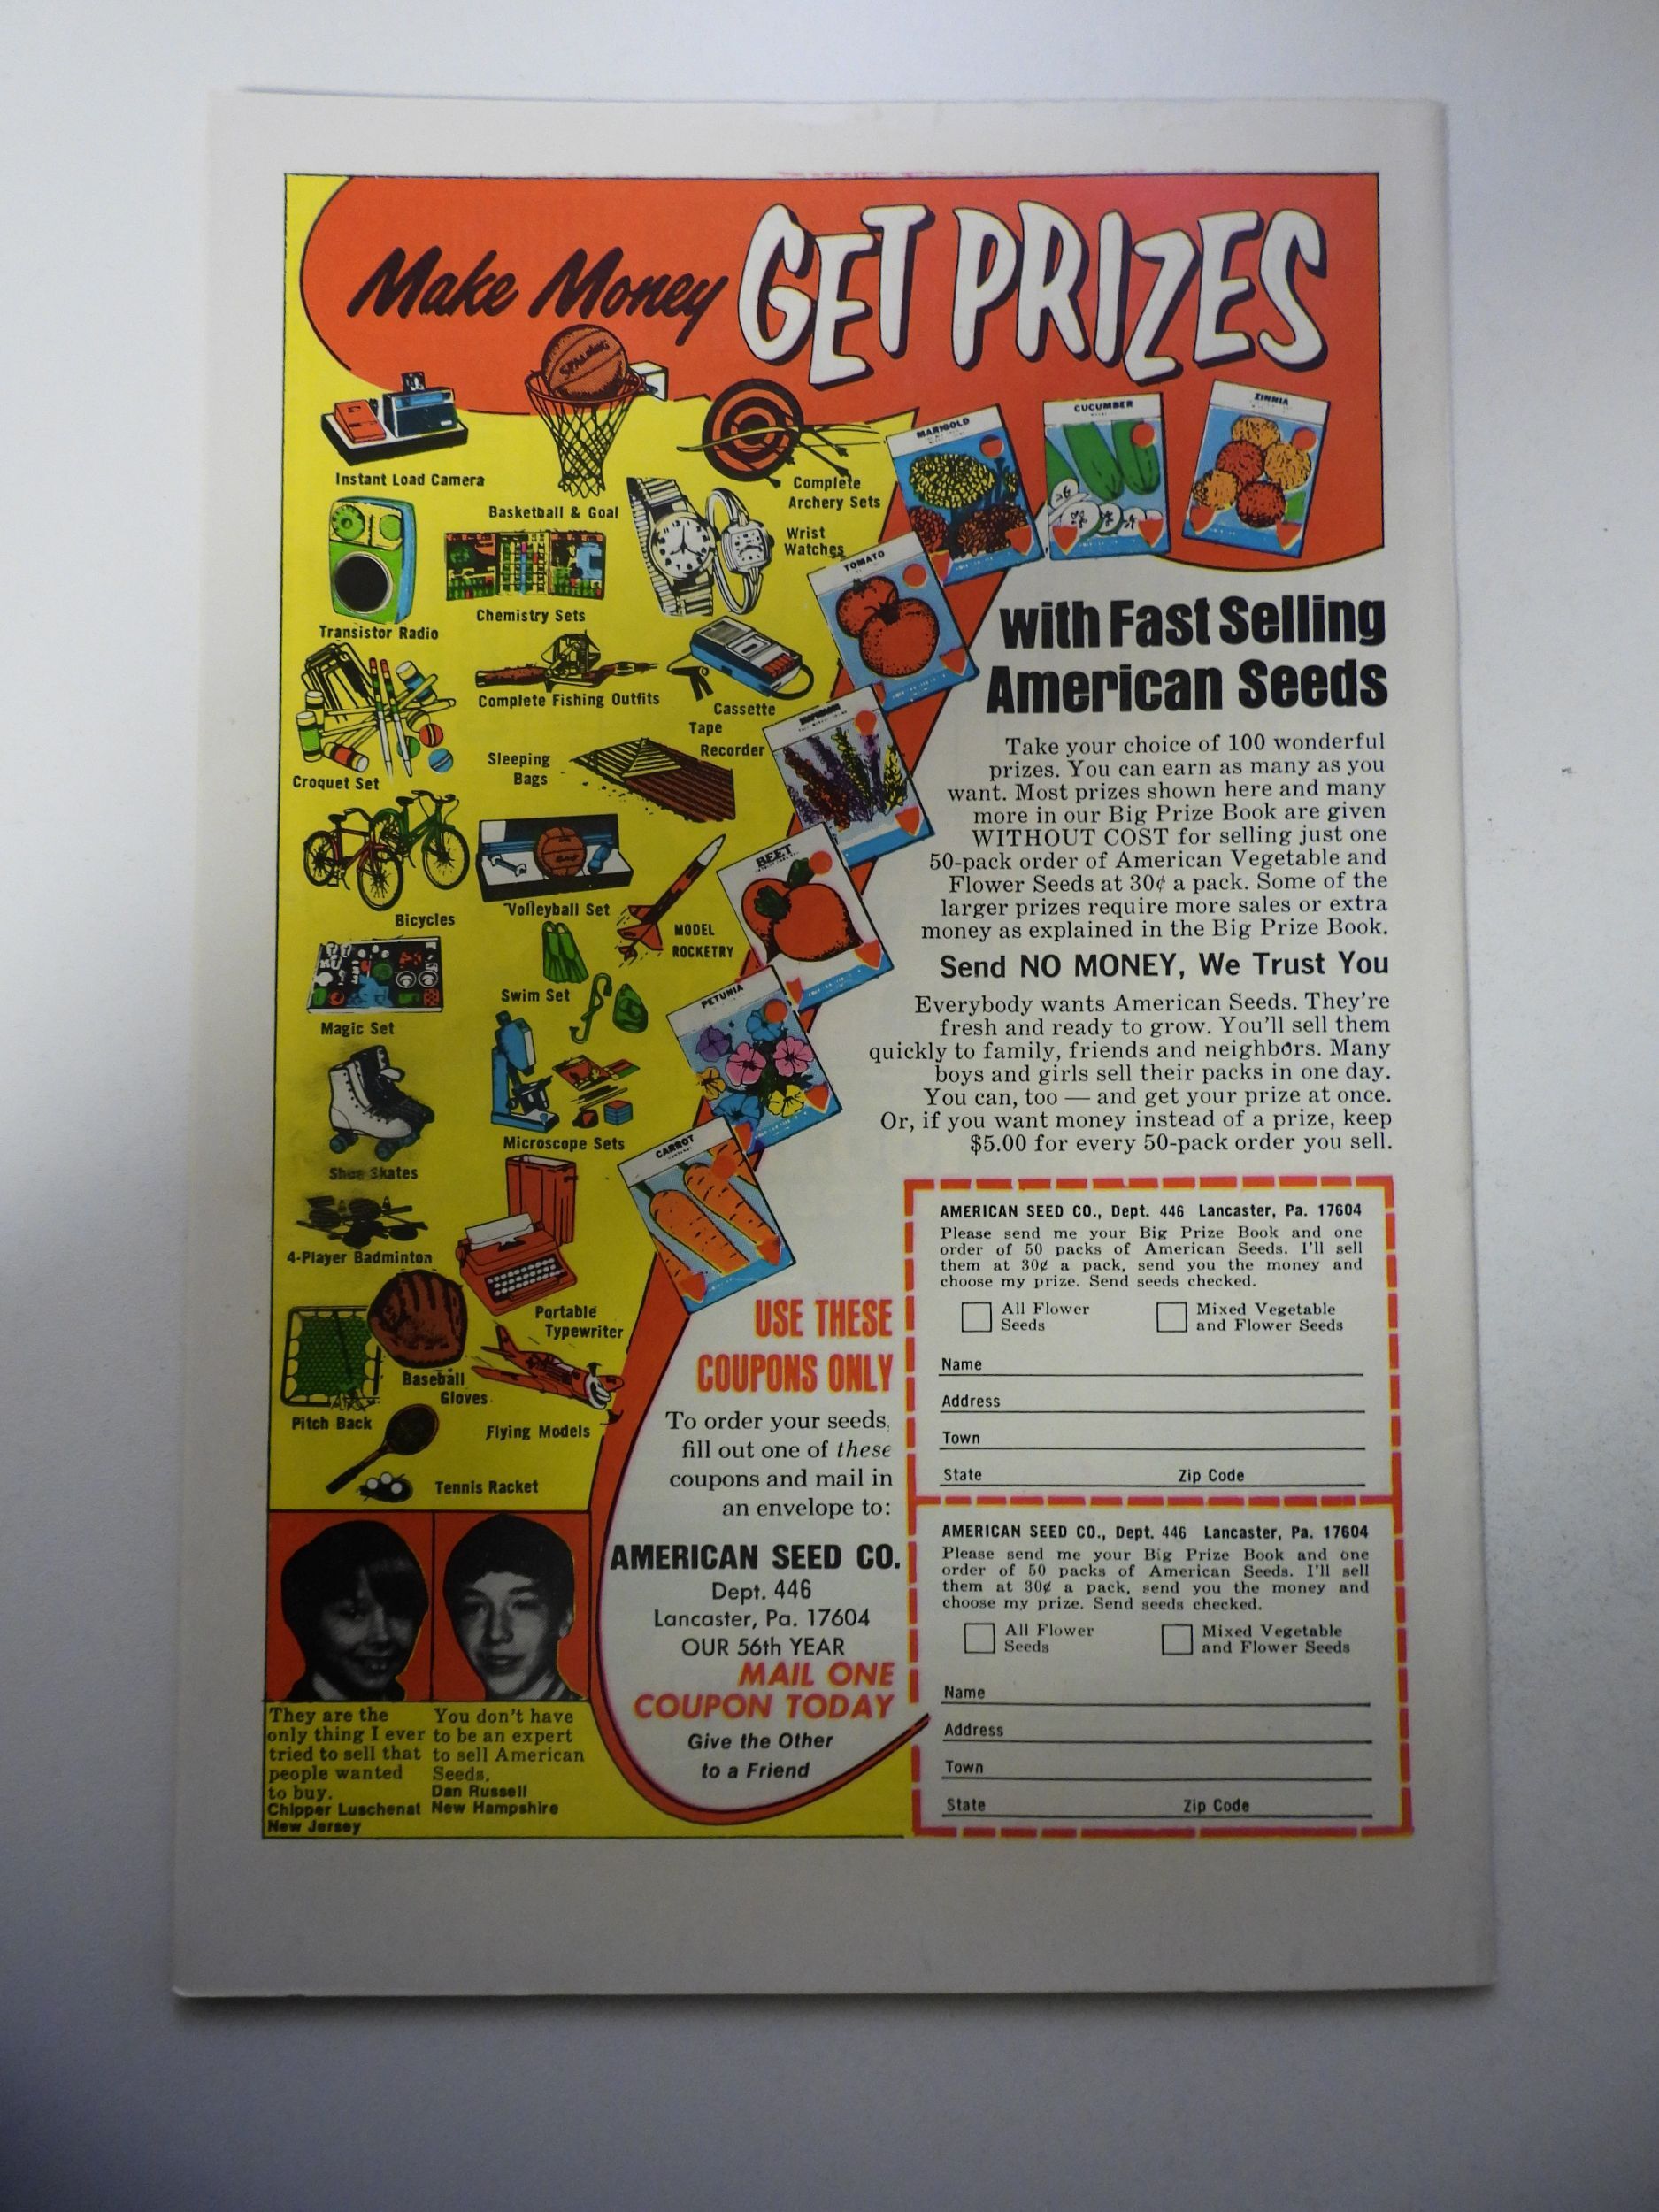 Make Money GET PRIZES
SPALDING
Instant Load Camera
Basketball & Goal
Complete
Archery Sets
Wrist
Watches
Transistor Radio
Chemistry Sets
Complete Fishing Outfits
Cassette
Tape
Recorder
Croquet Set
Sleeping
Bags
Bicycles
Volleyball Set
MODEL
ROCKETRY
Magic Set
Swim Set
Microscope Sets
Shoe Skates
4-Player Badminton
Portable
Typewriter
Baseball
Gloves
Pitch Back
Flying Models
Tennis Racket
MARIGOLD
CUCUMBER
ZINNIA
TOMATO
BEET
PETUNIA
CARROT
with Fast Selling
American Seeds
Take your choice of 100 wonderful
prizes. You can earn as many as you
want. Most prizes shown here and many
more in our Big Prize Book are given
WITHOUT COST for selling just one
50-pack order of American Vegetable and
Flower Seeds at 30¢ a pack. Some of the
larger prizes require more sales or extra
money as explained in the Big Prize Book.
Send NO MONEY, We Trust You
Everybody wants American Seeds. They're
fresh and ready to grow. You'll sell them
quickly to family, friends and neighbors. Many
boys and girls sell their packs in one day.
You can, too — and get your prize at once.
Or, if you want money instead of a prize, keep
$5.00 for every 50-pack order you sell.
USE THESE
COUPONS ONLY
To order your seeds,
fill out one of these
coupons and mail in
an envelope to:
AMERICAN SEED CO.
Dept. 446
Lancaster, Pa. 17604
OUR 56th YEAR
MAIL ONE
COUPON TODAY
Give the Other
to a Friend
They are the
only thing I ever
tried to sell that
people wanted
to buy.
Chipper Luschenat
New Jersey
You don't have
to be an expert
to sell American
Seeds.
Dan Russell
New Hampshire
AMERICAN SEED CO., Dept. 446 Lancaster, Pa. 17604
Please send me your Big Prize Book and one
order of 50 packs of American Seeds. I'll sell
them at 30¢ a pack, send you the money and
choose my prize. Send seeds checked.
All Flower
Seeds
Mixed Vegetable
and Flower Seeds
Name
Address
Town
State Zip Code
AMERICAN SEED CO., Dept. 446 Lancaster, Pa. 17604
Please send me your Big Prize Book and one
order of 50 packs of American Seeds. I'll sell
them at 30¢ a pack, send you the money and
choose my prize. Send seeds checked.
All Flower
Seeds
Mixed Vegetable
and Flower Seeds
Name
Address
Town
State Zip Code